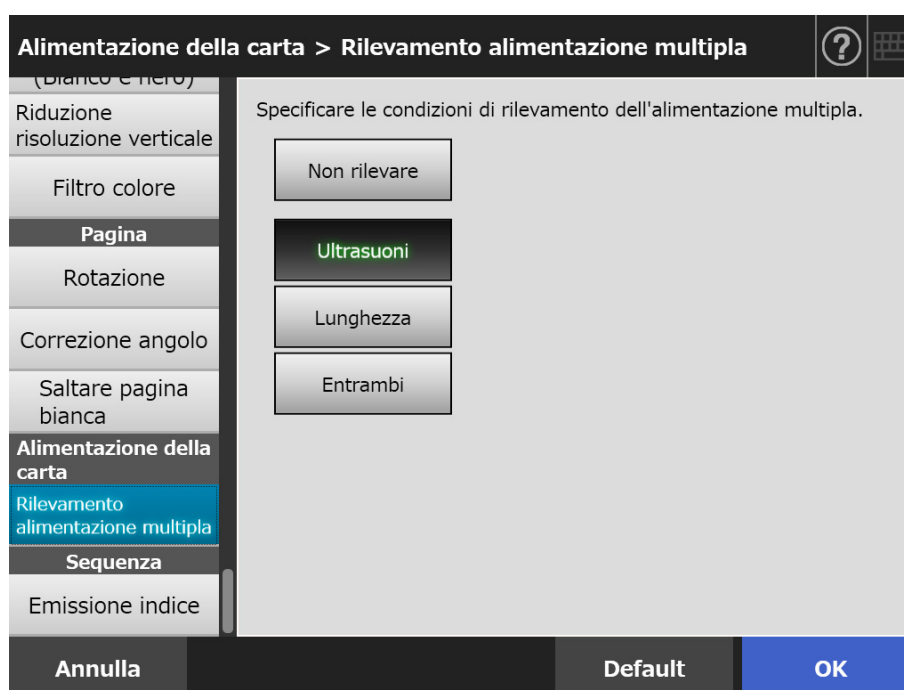 Alimentazione della carta > Rilevamento alimentazione multipla
?
(Bianco e nero)
Riduzione
risoluzione verticale
Filtro colore
Pagina
Rotazione
Correzione angolo
Saltare pagina
bianca
Alimentazione della
carta
Rilevamento
alimentazione multipla
Sequenza
Emissione indice
Specificare le condizioni di rilevamento dell'alimentazione multipla.
Non rilevare
Ultrasuoni
Lunghezza
Entrambi
Annulla
Default
OK